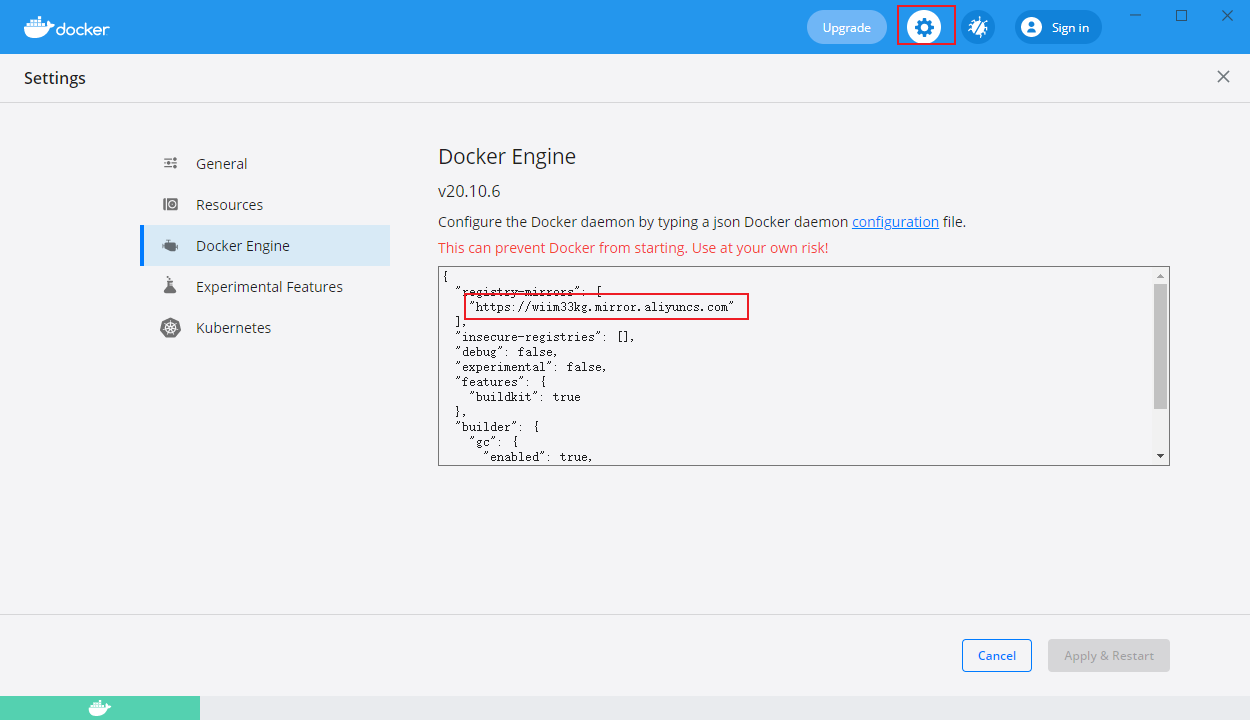 docker
Upgrade
Sign in
Settings
General
Resources
Docker Engine
Experimental Features
Kubernetes
Docker Engine
v20.10.6
Configure the Docker daemon by typing a json Docker daemon configuration file.
This can prevent Docker from starting. Use at your own risk!
{
"registry-mirrors": [
"https://wiim33kg.mirror.aliyuncs.com"
],
"insecure-registries": [],
"debug": false,
"experimental": false,
"features": {
"buildkit": true
},
"builder": {
"gc": {
"enabled": true,
Cancel
Apply & Restart